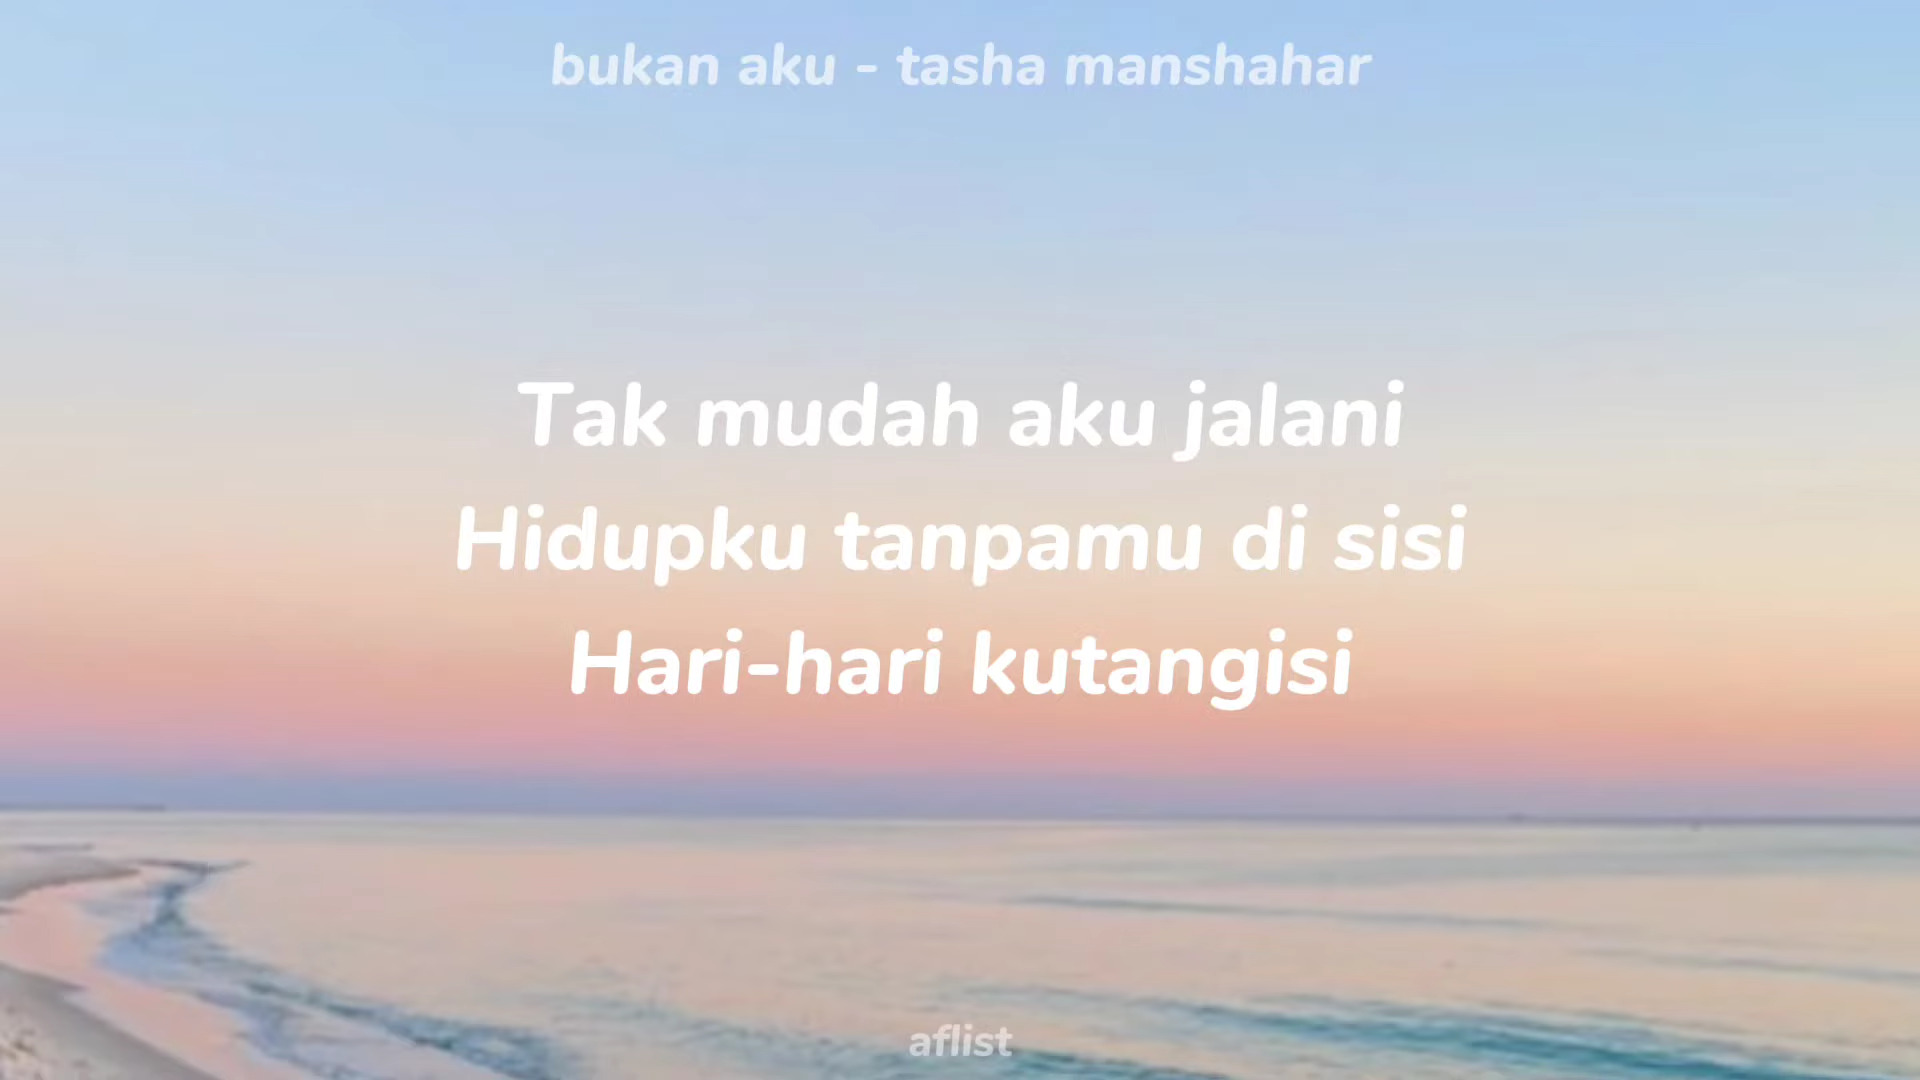 bukan aku - tasha manshahar
Tak mudah aku jalani
Hidupku tanpamu di sisi
Hari-hari kutangisi
aflist